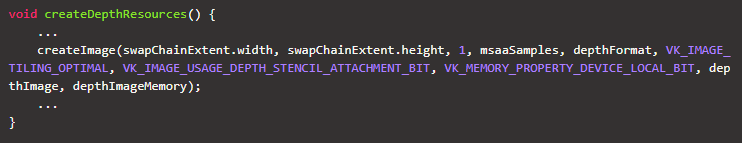 void createDepthResources() {
    ...
    createImage(swapChainExtent.width, swapChainExtent.height, 1, msaaSamples, depthFormat, VK_IMAGE_
TILING_OPTIMAL, VK_IMAGE_USAGE_DEPTH_STENCIL_ATTACHMENT_BIT, VK_MEMORY_PROPERTY_DEVICE_LOCAL_BIT, dep
thImage, depthImageMemory);
    ...
}